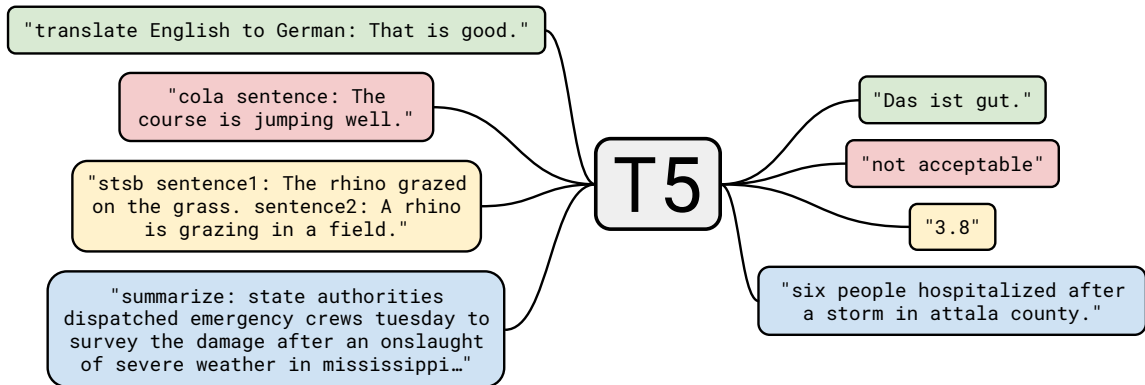 "translate English to German: That is good."
"cola sentence: The
course is jumping well."
"stsb sentence1: The rhino grazed
on the grass. sentence2: A rhino
is grazing in a field."
"summarize: state authorities
dispatched emergency crews tuesday to
survey the damage after an onslaught
of severe weather in mississippi…"
T5
"Das ist gut."
"not acceptable"
"3.8"
"six people hospitalized after
a storm in attala county."